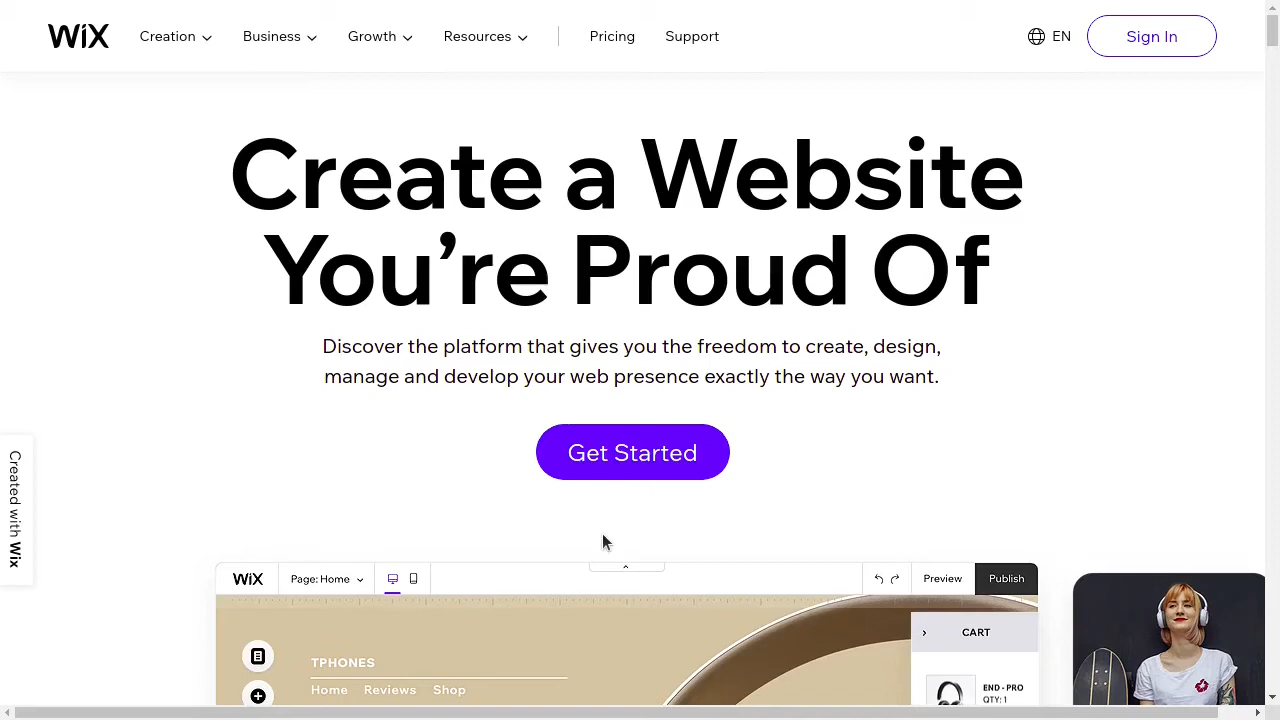 WiX Creation Business Growth Resources Pricing Support EN Sign In
Create a Website
You're Proud Of
Discover the platform that gives you the freedom to create, design,
manage and develop your web presence exactly the way you want.
Get Started
Created with Wix
WiX Page: Home Preview Publish
CART
TPHONES
Home Reviews Shop
END - PRO
QTY: 1